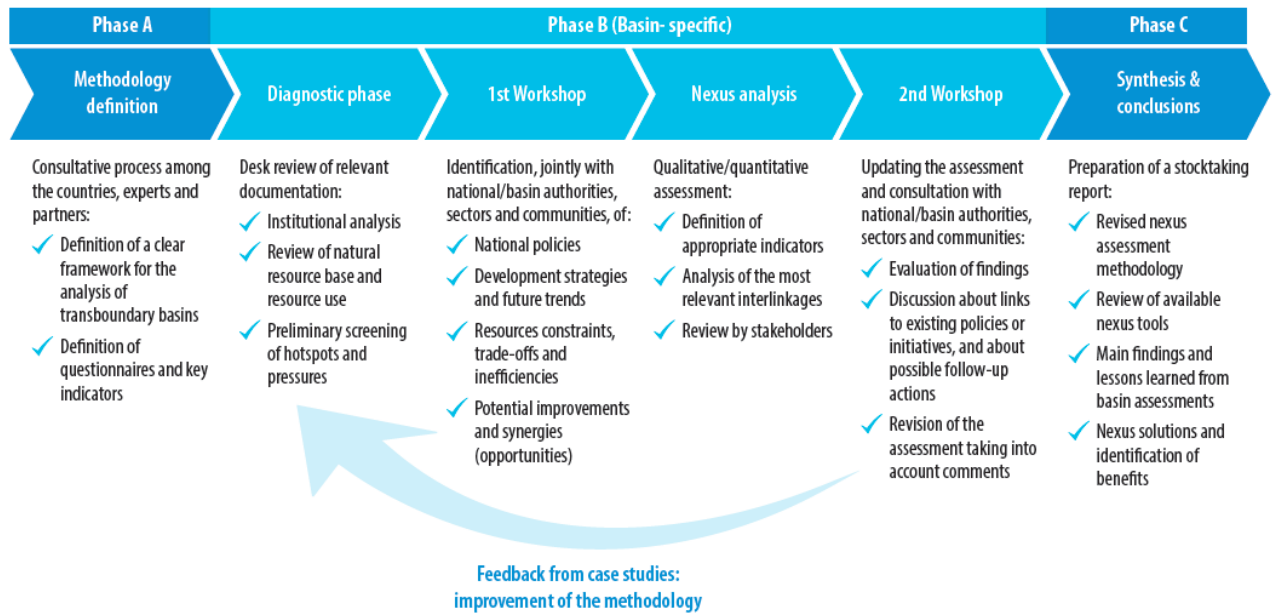 Phase A
Phase B (Basin- specific)
Phase C
Methodology
definition
Diagnostic phase
1st Workshop
Nexus analysis
2nd Workshop
Synthesis &
conclusions
Consultative process among
the countries, experts and
partners:
Definition of a clear
framework for the
analysis of
transboundary basins
Definition of
questionnaires and key
indicators
Desk review of relevant
documentation:
Institutional analysis
Review of natural
resource base and
resource use
Preliminary screening
of hotspots and
pressures
Identification, jointly with
national/basin authorities,
sectors and communities, of:
National policies
Development strategies
and future trends
Resources constraints,
trade-offs and
inefficiencies
Potential improvements
and synergies
(opportunities)
Qualitative/quantitative
assessment:
Definition of
appropriate indicators
Analysis of the most
relevant interlinkages
Review by stakeholders
Updating the assessment
and consultation with
national/basin authorities,
sectors and communities:
Evaluation of findings
Discussion about links
to existing policies or
initiatives, and about
possible follow-up
actions
Revision of the
assessment taking into
account comments
Preparation of a stocktaking
report:
Revised nexus
assessment
methodology
Review of available
nexus tools
Main findings and
lessons learned from
basin assessments
Nexus solutions and
identification of
benefits
Feedback from case studies:
improvement of the methodology